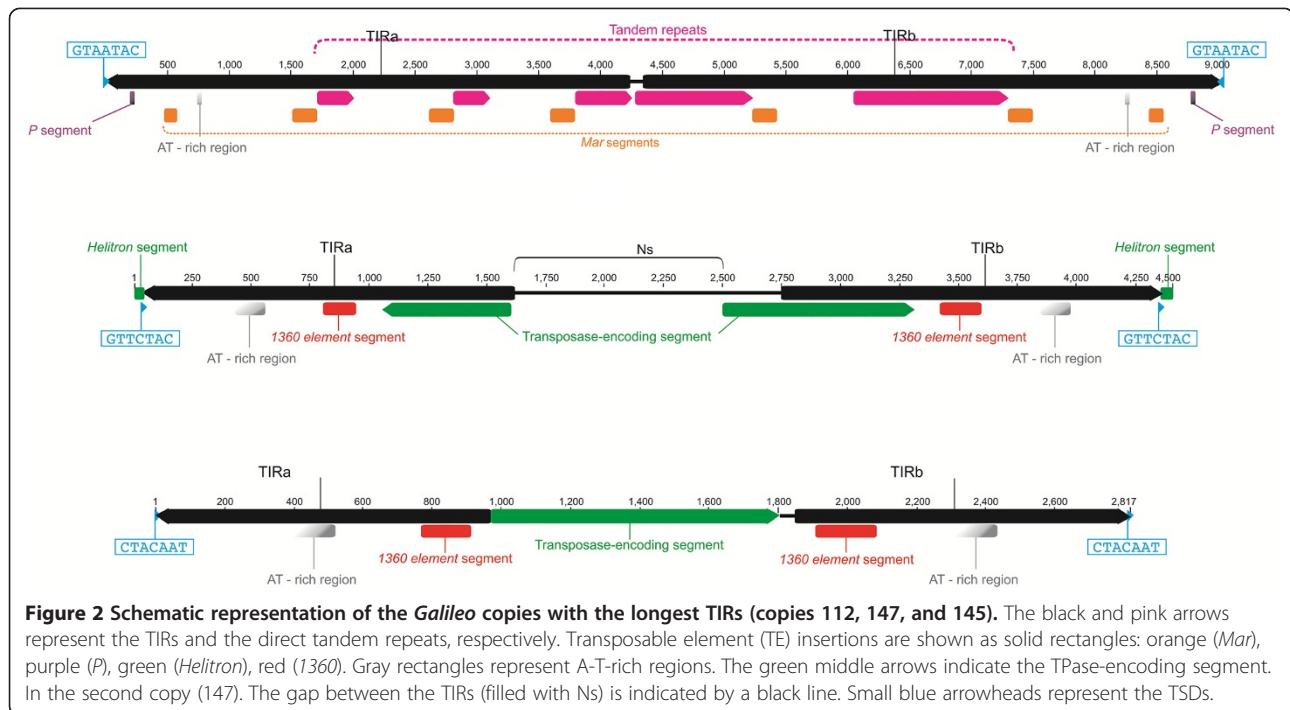 Tandem repeats
TIRa
TIRb
GTAATAC
GTAATAC
500 1,000 1,500 2,000 2,500 3,000 3,500 4,000 4,500 5,000 5,500 6,000 6,500 7,000 7,500 8,000 8,500 9,000
P segment
P segment
AT - rich region
Mar segments
AT - rich region
Helitron segment
TIRa
Ns
TIRb
Helitron segment
1 250 500 750 1,000 1,250 1,500 1,750 2,000 2,250 2,500 2,750 3,000 3,250 3,500 3,750 4,000 4,250 4,500
GTTCTAC
AT - rich region
1360 element segment
Transposase-encoding segment
1360 element segment
AT - rich region
GTTCTAC
TIRa
TIRb
1 200 400 600 800 1,000 1,200 1,400 1,600 1,800 2,000 2,200 2,400 2,600 2,817
CTACAAT
AT - rich region
1360 element segment
Transposase-encoding segment
1360 element segment
AT - rich region
CTACAAT
Figure 2 Schematic representation of the Galileo copies with the longest TIRs (copies 112, 147, and 145). The black and pink arrows
represent the TIRs and the direct tandem repeats, respectively. Transposable element (TE) insertions are shown as solid rectangles: orange (Mar),
purple (P), green (Helitron), red (1360). Gray rectangles represent A-T-rich regions. The green middle arrows indicate the TPase-encoding segment.
In the second copy (147). The gap between the TIRs (filled with Ns) is indicated by a black line. Small blue arrowheads represent the TSDs.